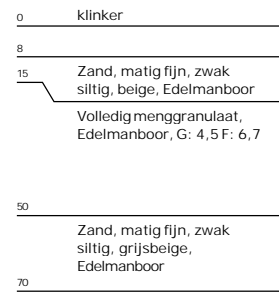 0 klinker
8
15 Zand, matig fijn, zwak
siltig, beige, Edelmanboor
Volledig menggranulaat,
Edelmanboor, G: 4,5 F: 6,7
50
Zand, matig fijn, zwak
siltig, grijsbeige,
Edelmanboor
70